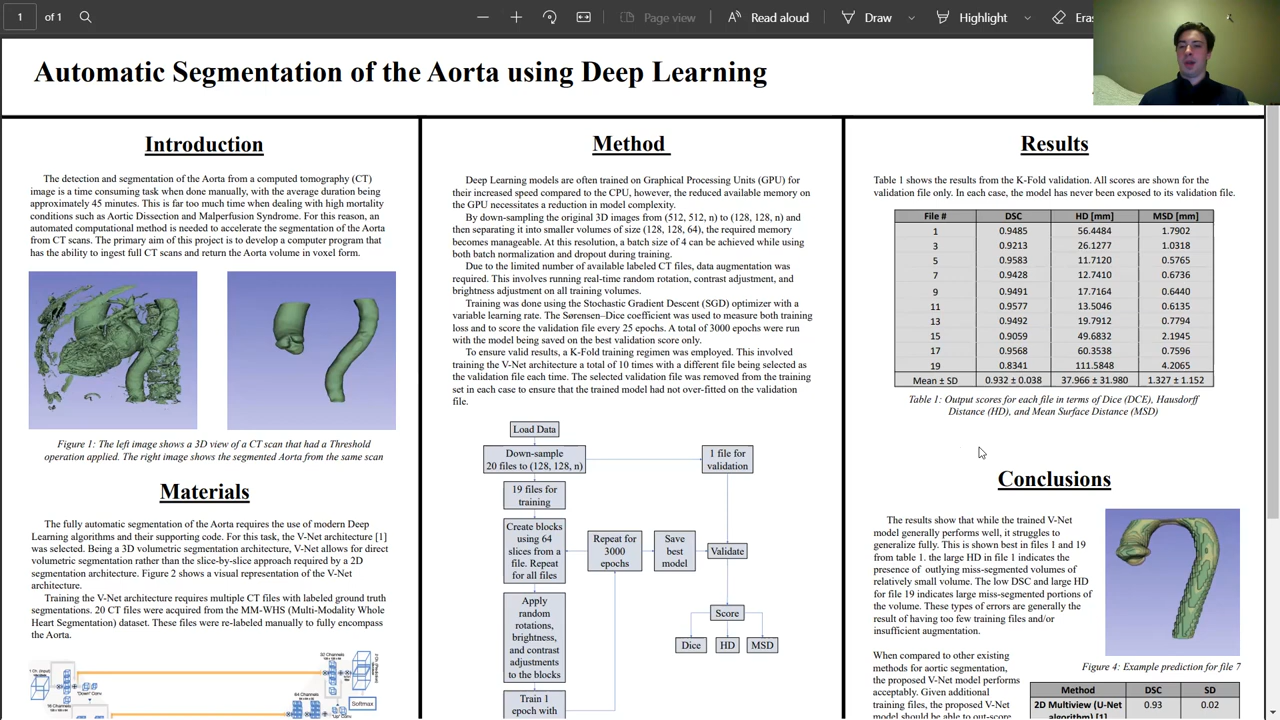 1 of 1
Page view
Read aloud
Draw
Highlight
Automatic Segmentation of the Aorta using Deep Learning
Introduction
The detection and segmentation of the Aorta from a computed tomography (CT)
image is a time consuming task when done manually, with the average duration being
approximately 45 minutes. This is far too much time when dealing with high mortality
conditions such as Aortic Dissection and Malperfusion Syndrome. For this reason, an
automated computational method is needed to accelerate the segmentation of the Aorta
from CT scans. The primary aim of this project is to develop a computer program that
has the ability to ingest full CT scans and return the Aorta volume in voxel form.
Figure 1: The left image shows a 3D view of a CT scan that had a Threshold
operation applied. The right image shows the segmented Aorta from the same scan
Materials
The fully automatic segmentation of the Aorta requires the use of modern Deep
Learning algorithms and their supporting code. For this task, the V-Net architecture [1]
was selected. Being a 3D volumetric segmentation architecture, V-Net allows for direct
volumetric segmentation rather than the slice-by-slice approach required by a 2D
segmentation architecture. Figure 2 shows a visual representation of the V-Net
architecture.
Training the V-Net architecture requires multiple CT files with labeled ground truth
segmentations. 20 CT files were acquired from the MM-WHS (Multi-Modality Whole
Heart Segmentation) dataset. These files were re-labeled manually to fully encompass
the Aorta.
1 Ch. (Input)
"Down" Conv
32 Channels
64 Channels
Softmax
"Up" Conv
Method
Deep Learning models are often trained on Graphical Processing Units (GPU) for
their increased speed compared to the CPU, however, the reduced available memory on
the GPU necessitates a reduction in model complexity.
By down-sampling the original 3D images from (512, 512, n) to (128, 128, n) and
then separating it into smaller volumes of size (128, 128, 64), the required memory
becomes manageable. At this resolution, a batch size of 4 can be achieved while using
both batch normalization and dropout during training.
Due to the limited number of available labeled CT files, data augmentation was
required. This involves running real-time random rotation, contrast adjustment, and
brightness adjustment on all training volumes.
Training was done using the Stochastic Gradient Descent (SGD) optimizer with a
variable learning rate. The Sørensen–Dice coefficient was used to measure both training
loss and to score the validation file every 25 epochs. A total of 3000 epochs were run
with the model being saved on the best validation score only.
To ensure valid results, a K-Fold training regimen was employed. This involved
training the V-Net architecture a total of 10 times with a different file being selected as
the validation file each time. The selected validation file was removed from the training
set in each case to ensure that the trained model had not over-fitted on the validation
file.
Load Data
Down-sample
20 files to (128, 128, n)
1 file for
validation
19 files for
training
Create blocks
using 64
slices from a
file. Repeat
for all files
Repeat for
3000
epochs
Save
best
model
Validate
Apply
random
rotations,
brightness,
and contrast
adjustments
to the blocks
Score
Dice
HD
MSD
Train 1
epoch with
Results
Table 1 shows the results from the K-Fold validation. All scores are shown for the
validation file only. In each case, the model has never been exposed to its validation file.
File # DSC HD [mm] MSD [mm]
1 0.9485 56.4484 1.7902
3 0.9213 26.1277 1.0318
5 0.9583 11.7120 0.5765
7 0.9428 12.7410 0.6736
9 0.9491 17.7164 0.6440
11 0.9577 13.5046 0.6135
13 0.9492 19.7912 0.7794
15 0.9059 49.6832 2.1945
17 0.9568 60.3538 0.7596
19 0.8341 111.5848 4.2065
Mean ± SD 0.932 ± 0.038 37.966 ± 31.980 1.327 ± 1.152
Table 1: Output scores for each file in terms of Dice (DCE), Hausdorff
Distance (HD), and Mean Surface Distance (MSD)
Conclusions
The results show that while the trained V-Net
model generally performs well, it struggles to
generalize fully. This is shown best in files 1 and 19
from table 1. the large HD in file 1 indicates the
presence of outlying miss-segmented volumes of
relatively small volume. The low DSC and large HD
for file 19 indicates large miss-segmented portions of
the volume. These types of errors are generally the
result of having too few training files and/or
insufficient augmentation.
Figure 4: Example prediction for file 7
When compared to other existing
methods for aortic segmentation,
the proposed V-Net model performs
acceptably. Given additional
training files, the proposed V-Net
model should be able to out-score
Method DSC SD
2D Multiview (U-Net 0.93 0.02
algorithm) [1]